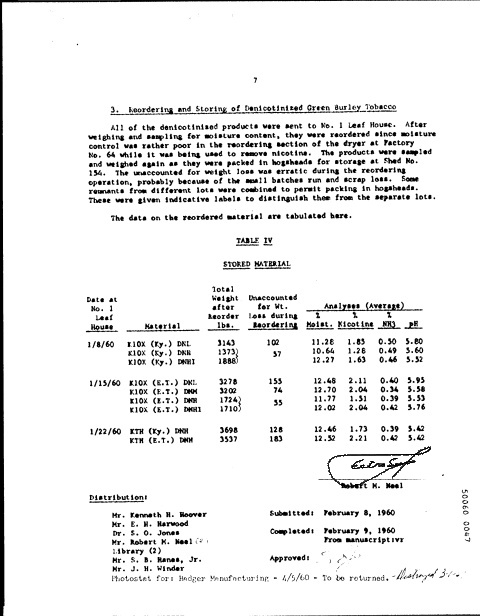 7
3. Reordering and Storing of Denicotinized Green Burley Tobacco
All of the denicotinized products were sent to No. 1 Leaf House. After
weighing and sampling for moisture content, they were reordered since moisture
control was rather poor in the reordering section of the dryer at Factory
No. 64 while it was being used to remove nicotine. The products were sampled
and weighed again as they were packed in hogsheads for storage at Shed No.
154. The unaccounted for weight loss was erratic during the reordering
operation, probably because of the small batches run and scrap loss. Some
remnants from different lots were combined to permit packing in hogsheads.
These were given indicative labels to distinguish them from the separate lots.
The data on the reordered material are tabulated here.
TABLE IV
STORED MATERIAL
Total
Weight Unaccounted
Date at after for Wt. Analyses (Average)
No. 1 Reorder loss during % % %
Leaf lbs. Reordering Moist. Nicotine NH3 pH
House Material
1/8/60 K10X (Ky.) DNL 3143 102 11.28 1.83 0.50 5.80
K10X (Ky.) DNH 1373) 57 10.64 1.28 0.49 5.60
K10X (Ky.) DNHI 1888) 12.27 1.63 0.46 5.52
1/15/60 K10X (E.T.) DNL 3278 155 12.48 2.11 0.40 5.95
K10X (E.T.) DNM 3202 74 12.70 2.04 0.34 5.58
K10X (E.T.) DNH 1724) 55 11.77 1.51 0.39 5.53
K10X (E.T.) DNHI 1710) 12.02 2.04 0.42 5.76
1/22/60 KTH (Ky.) DNH 3698 128 12.46 1.73 0.39 5.42
KTH (E.T.) DNH 3537 183 12.52 2.21 0.42 5.42
Robert M. Neel
Distribution:
Mr. Kenneth H. Hoover Submitted: February 8, 1960
Mr. E. H. Harwood
Dr. S. O. Jones Completed: February 9, 1960
Mr. Robert M. Neel From manuscript:vr
Library (2)
Mr. S. B. Hanes, Jr. Approved:
Mr. J. H. Winder
Photostat for: Hadger Manufacturing - 4/5/60 - To be returned. - Destroyed
50060 0047